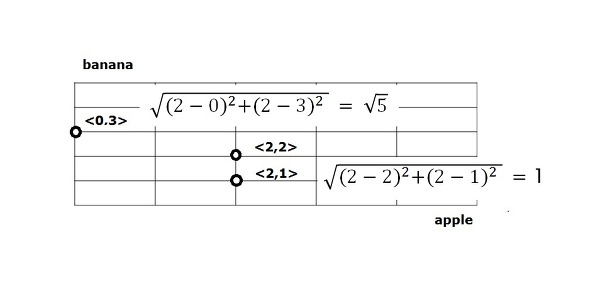 banana
√(2 − 0)²+(2 − 3)² = √5
<0.3>
<2,2>
<2,1>
√(2 − 2)²+(2 − 1)² = 1
apple